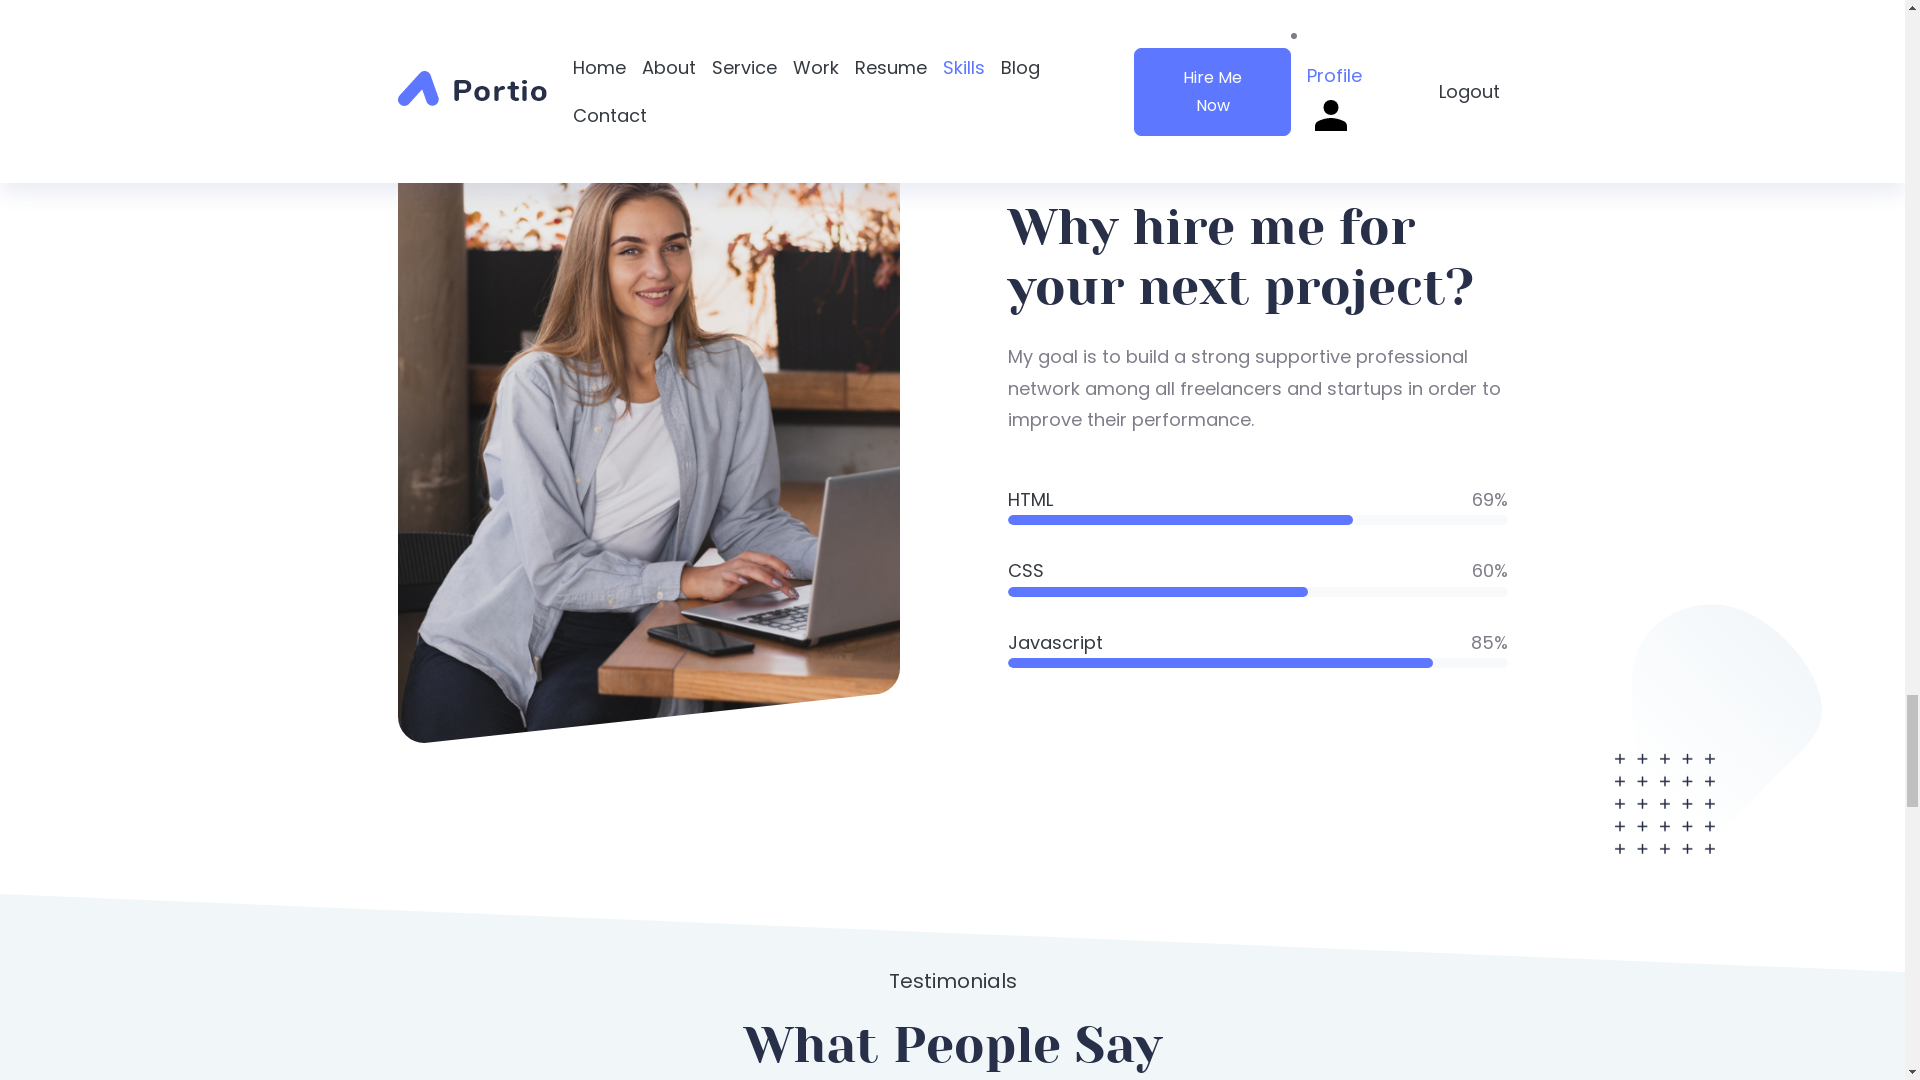 Portio
Home About Service Work Resume Skills Blog
Contact
Hire Me
Now
Profile
Logout
Why hire me for
your next project?
My goal is to build a strong supportive professional
network among all freelancers and startups in order to
improve their performance.
HTML 69%
CSS 60%
Javascript 85%
Testimonials
What People Say